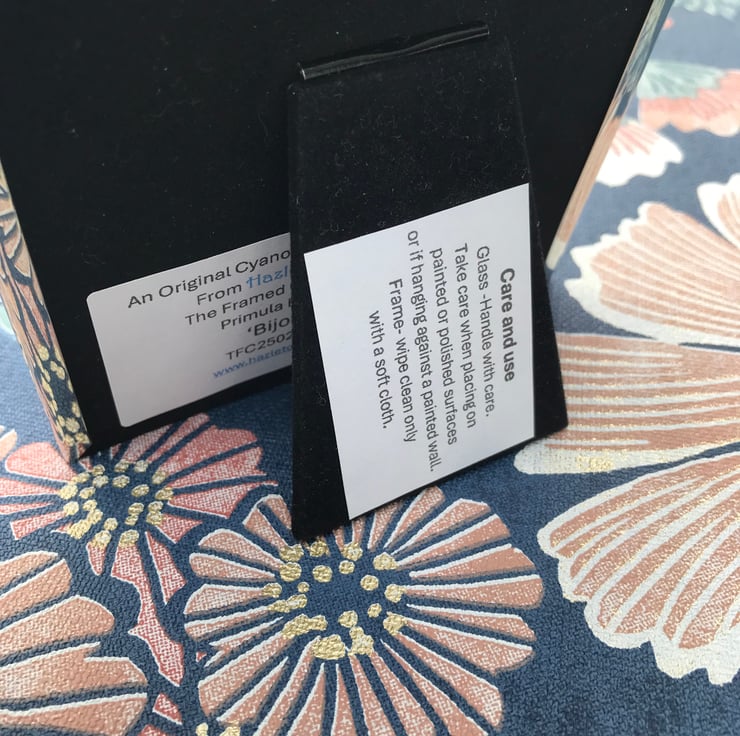 An Original Cyano
From Hazl
The Framed
Primula
'Bijo
TFC2502
www.hazleto
Care and use
Glass -Handle with care.
Take care when placing on
painted or polished surfaces
or if hanging against a painted wall.
Frame- wipe clean only
with a soft cloth.